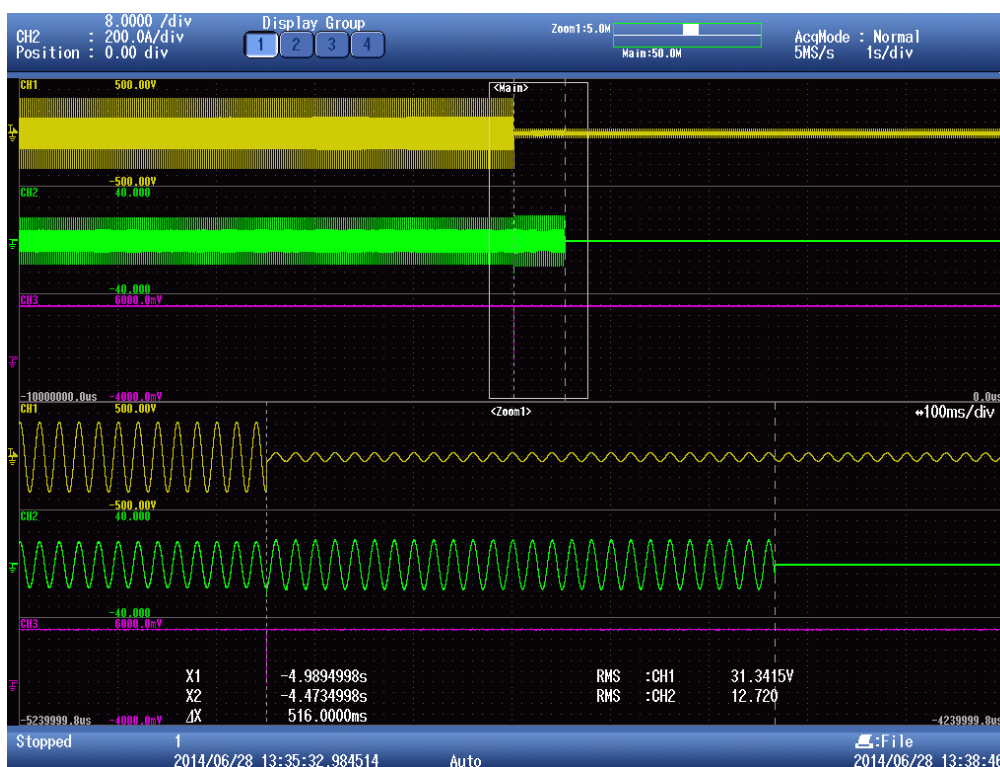 8.0000 /div
CH2 : 200.0A/div
Position : 0.00 div
Display Group
1 2 3 4
Zoom1:5.0M
Main:50.0M
AcqMode : Normal
5MS/s 1s/div
CH1 500.00V
<Main>
-500.00V
CH2 40.000
-40.000
CH3 6000.0mV
-10000000.0us -4000.0mV 0.0us
CH1 500.00V <Zoom1> ↔100ms/div
-500.00V
CH2 40.000
-40.000
CH3 6000.0mV
X1 -4.9894998s RMS :CH1 31.3415V
X2 -4.4734998s RMS :CH2 12.720
ΔX 516.0000ms
-5239999.8us -4000.0mV -4239999.8us
Stopped 1 :File
2014/06/28 13:35:32.984514 Auto 2014/06/28 13:38:46